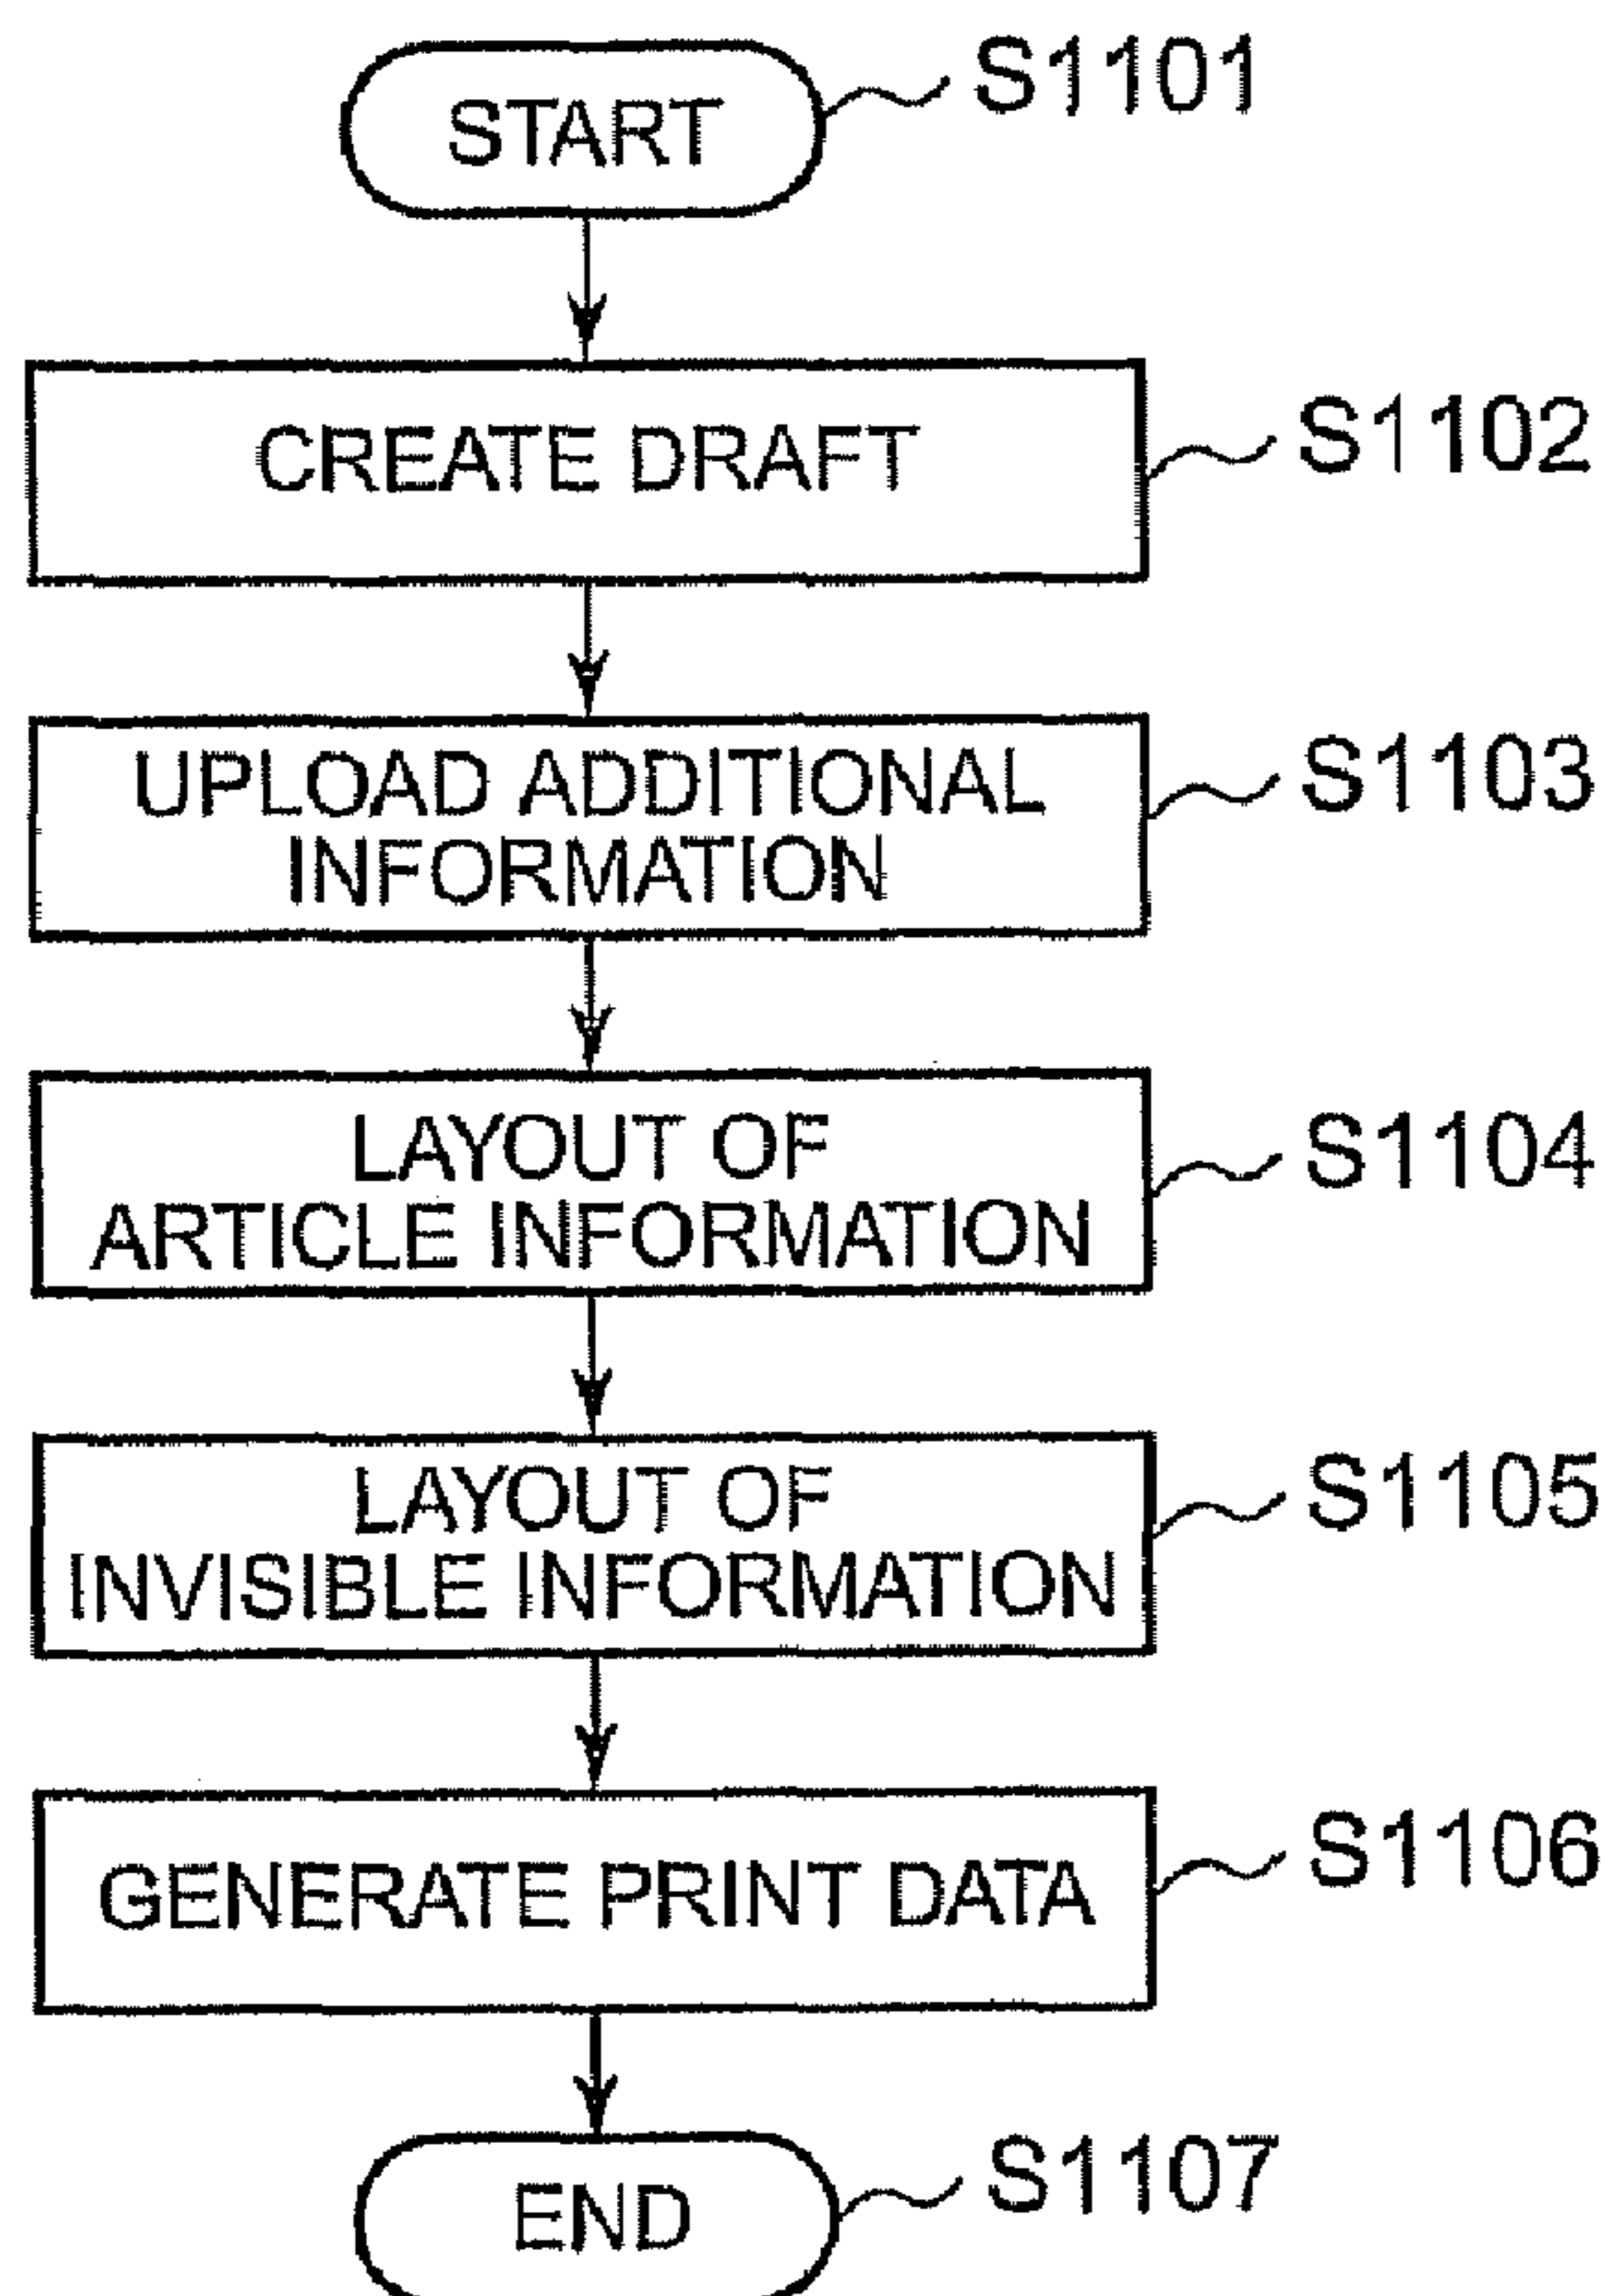 START
S1101
CREATE DRAFT
S1102
UPLOAD ADDITIONAL
INFORMATION
S1103
LAYOUT OF
ARTICLE INFORMATION
S1104
LAYOUT OF
INVISIBLE INFORMATION
S1105
GENERATE PRINT DATA
S1106
END
S1107